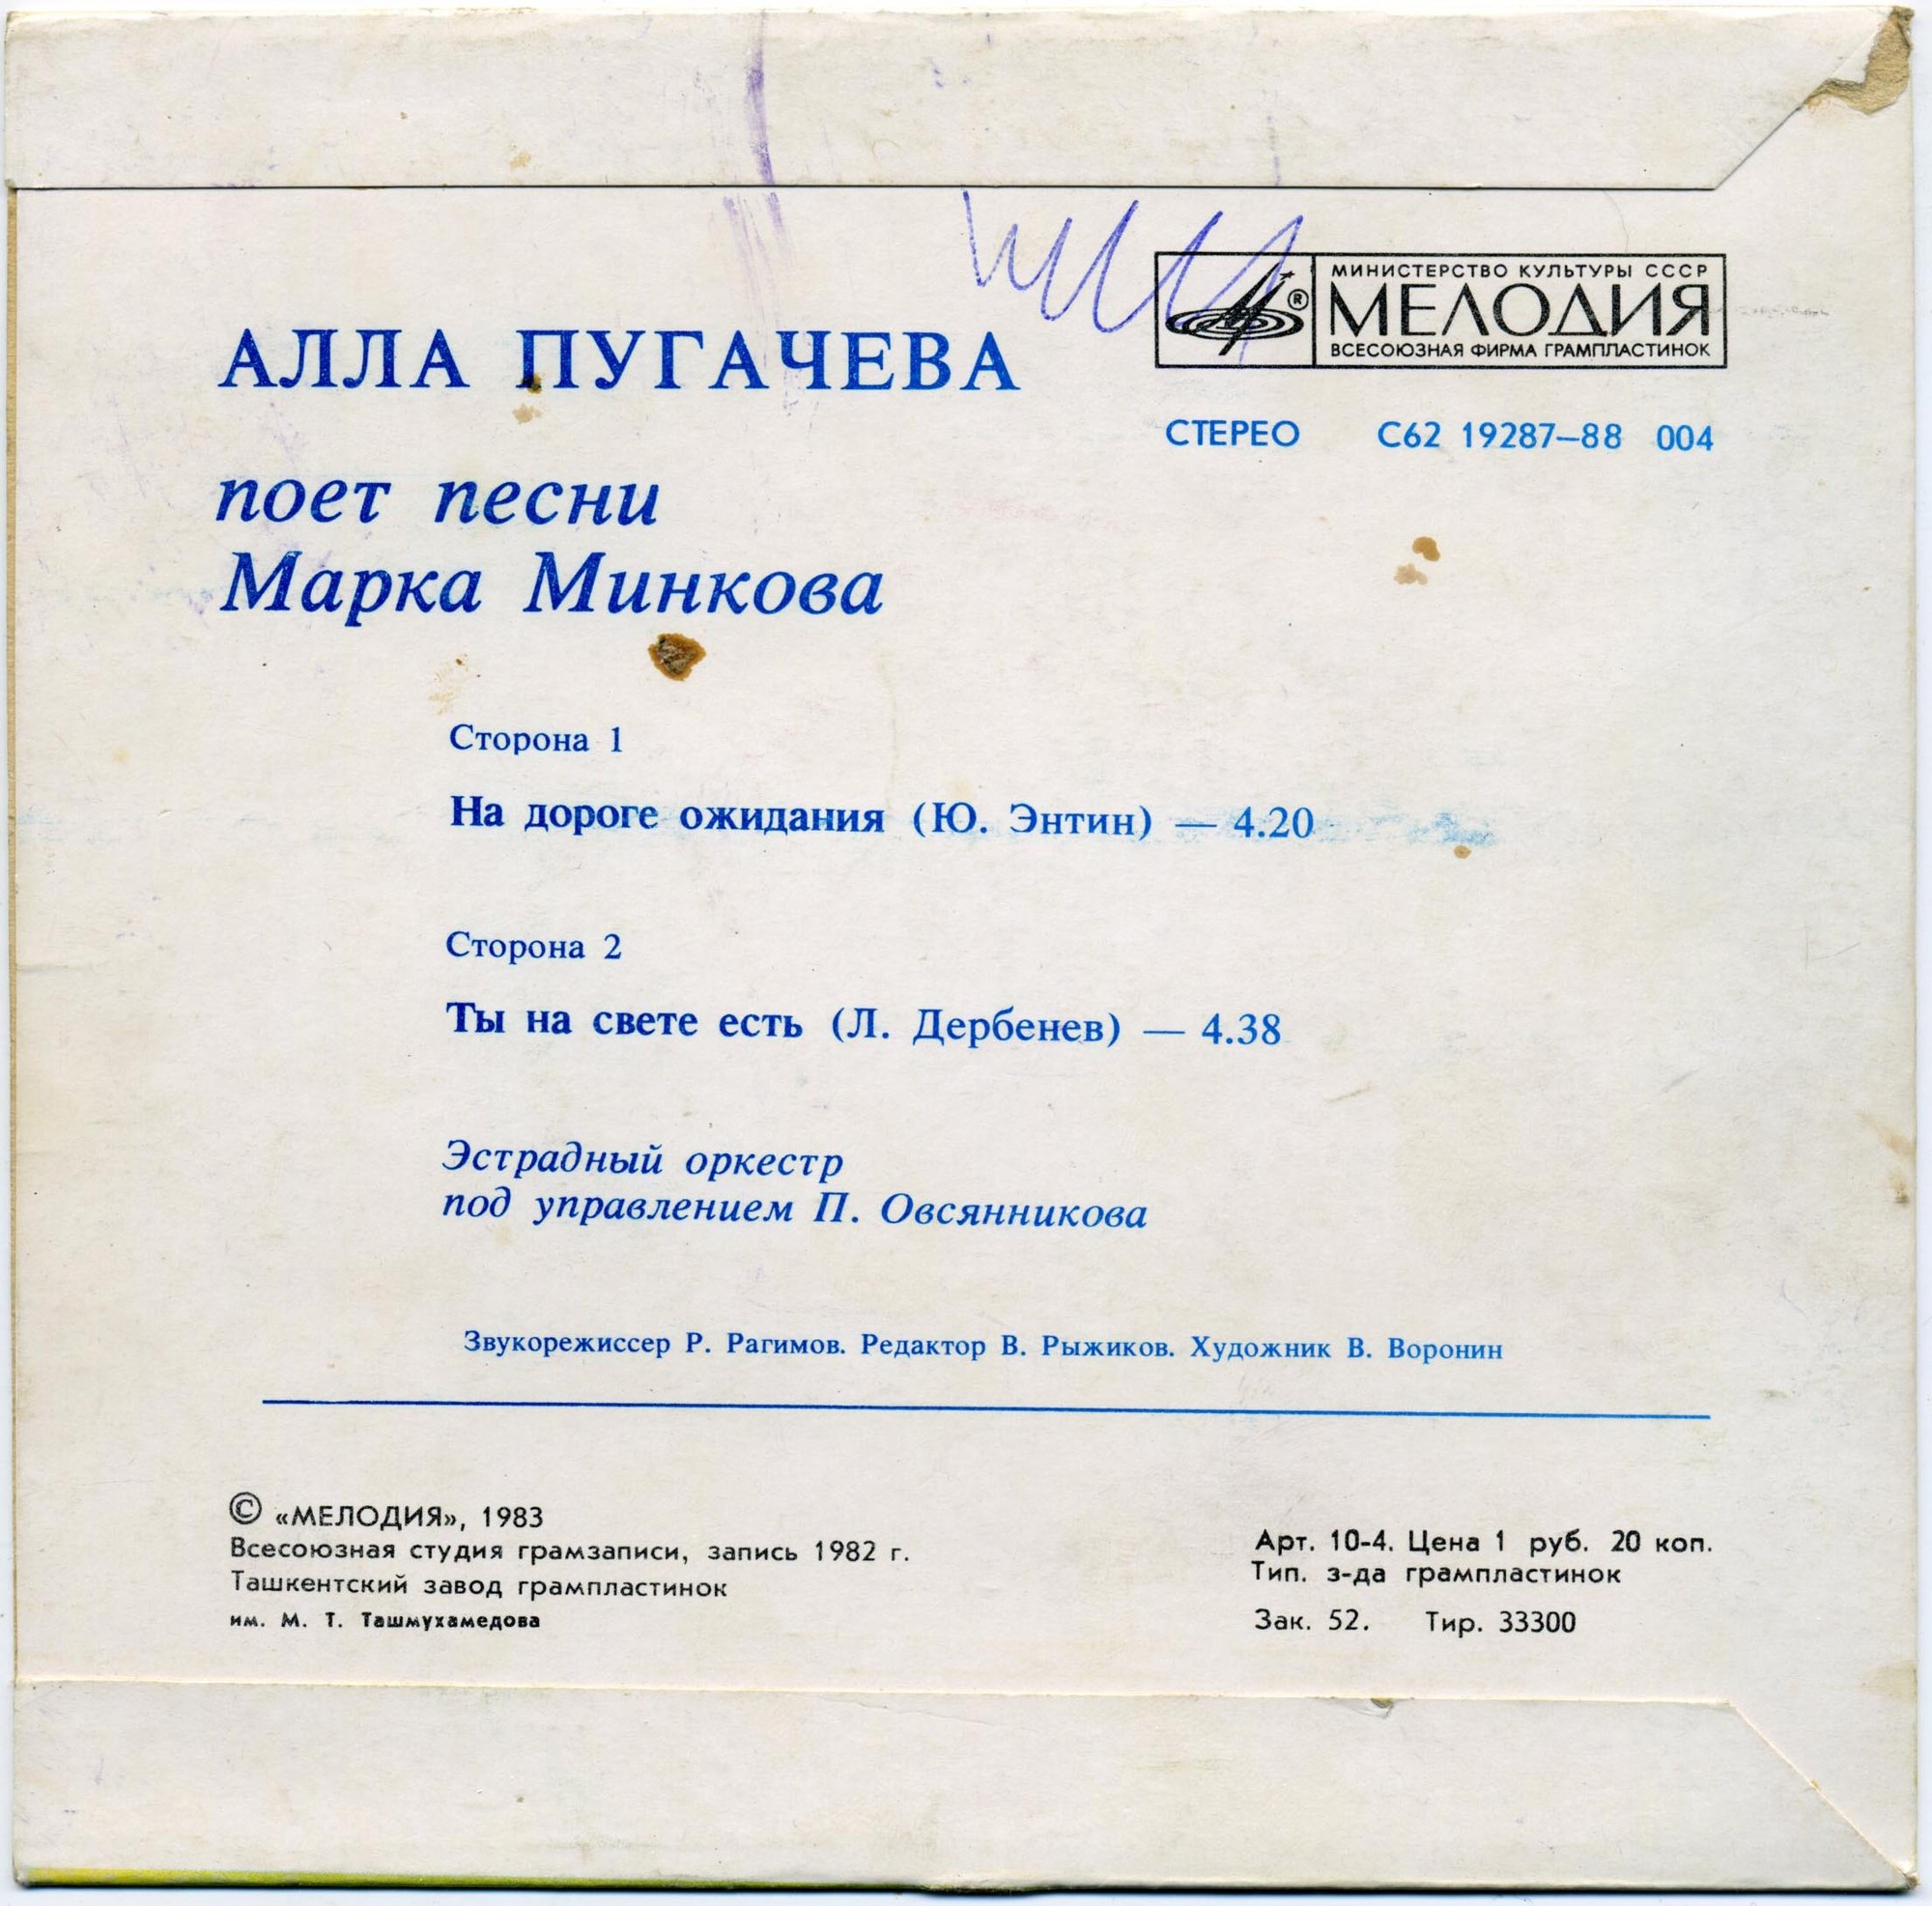 МИНИСТЕРСТВО КУЛЬТУРЫ СССР
®
МЕЛОДИЯ
ВСЕСОЮЗНАЯ ФИРМА ГРАМПЛАСТИНОК
АЛЛА ПУГАЧЕВА
СТЕРЕО С62 19287–88 004
поет песни
Марка Минкова
Сторона 1
На дороге ожидания (Ю. Энтин) — 4.20
Сторона 2
Ты на свете есть (Л. Дербенев) — 4.38
Эстрадный оркестр
под управлением П. Овсянникова
Звукорежиссер Р. Рагимов. Редактор В. Рыжиков. Художник В. Воронин
© «МЕЛОДИЯ», 1983
Всесоюзная студия грамзаписи, запись 1982 г.
Ташкентский завод грампластинок
им. М. Т. Ташмухамедова
Арт. 10-4. Цена 1 руб. 20 коп.
Тип. з-да грампластинок
Зак. 52. Тир. 33300